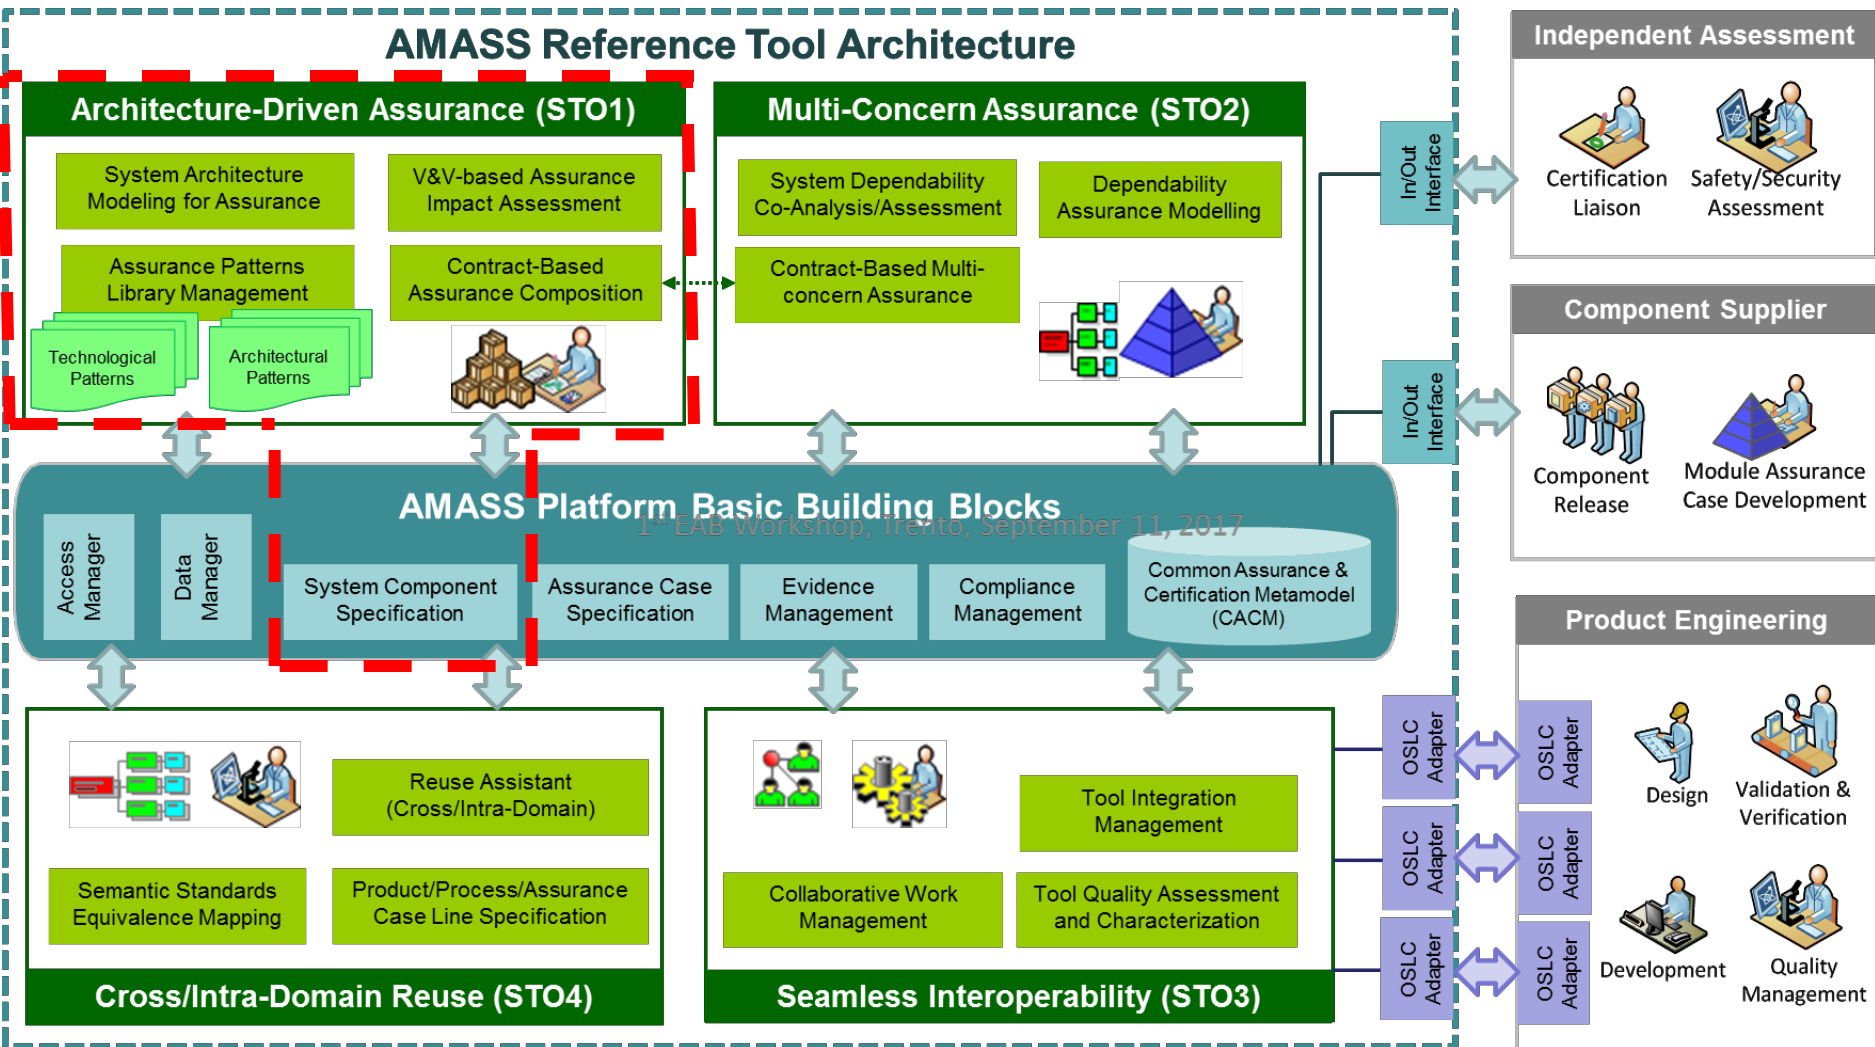 AMASS Reference Tool Architecture
Architecture-Driven Assurance (STO1)
System Architecture
Modeling for Assurance
V&V-based Assurance
Impact Assessment
Assurance Patterns
Library Management
Contract-Based
Assurance Composition
Technological
Patterns
Architectural
Patterns
Multi-Concern Assurance (STO2)
System Dependability
Co-Analysis/Assessment
Dependability
Assurance Modelling
Contract-Based Multi-
concern Assurance
In/Out
Interface
In/Out
Interface
Independent Assessment
Certification
Liaison
Safety/Security
Assessment
Component Supplier
Component
Release
Module Assurance
Case Development
AMASS Platform Basic Building Blocks
1st EAB Workshop, Trento, September 11, 2017
Access
Manager
Data
Manager
System Component
Specification
Assurance Case
Specification
Evidence
Management
Compliance
Management
Common Assurance &
Certification Metamodel
(CACM)
Reuse Assistant
(Cross/Intra-Domain)
Semantic Standards
Equivalence Mapping
Product/Process/Assurance
Case Line Specification
Cross/Intra-Domain Reuse (STO4)
Tool Integration
Management
Collaborative Work
Management
Tool Quality Assessment
and Characterization
Seamless Interoperability (STO3)
OSLC
Adapter
OSLC
Adapter
OSLC
Adapter
OSLC
Adapter
OSLC
Adapter
OSLC
Adapter
Product Engineering
Design
Validation &
Verification
Development
Quality
Management